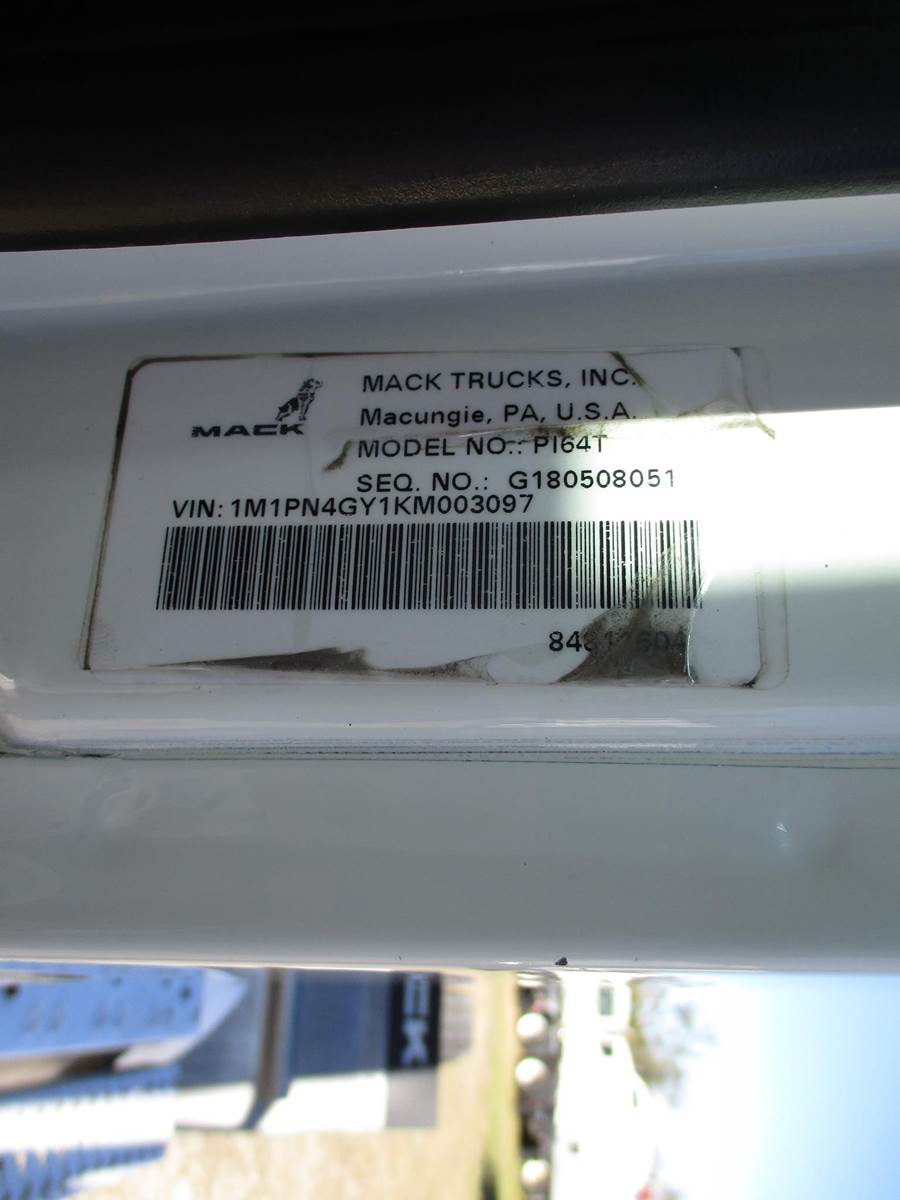 MACK
MACK TRUCKS, INC.
Macungie, PA, U.S.A.
MODEL NO.: PI64T
SEQ. NO.: G180508051
VIN: 1M1PN4GY1KM003097